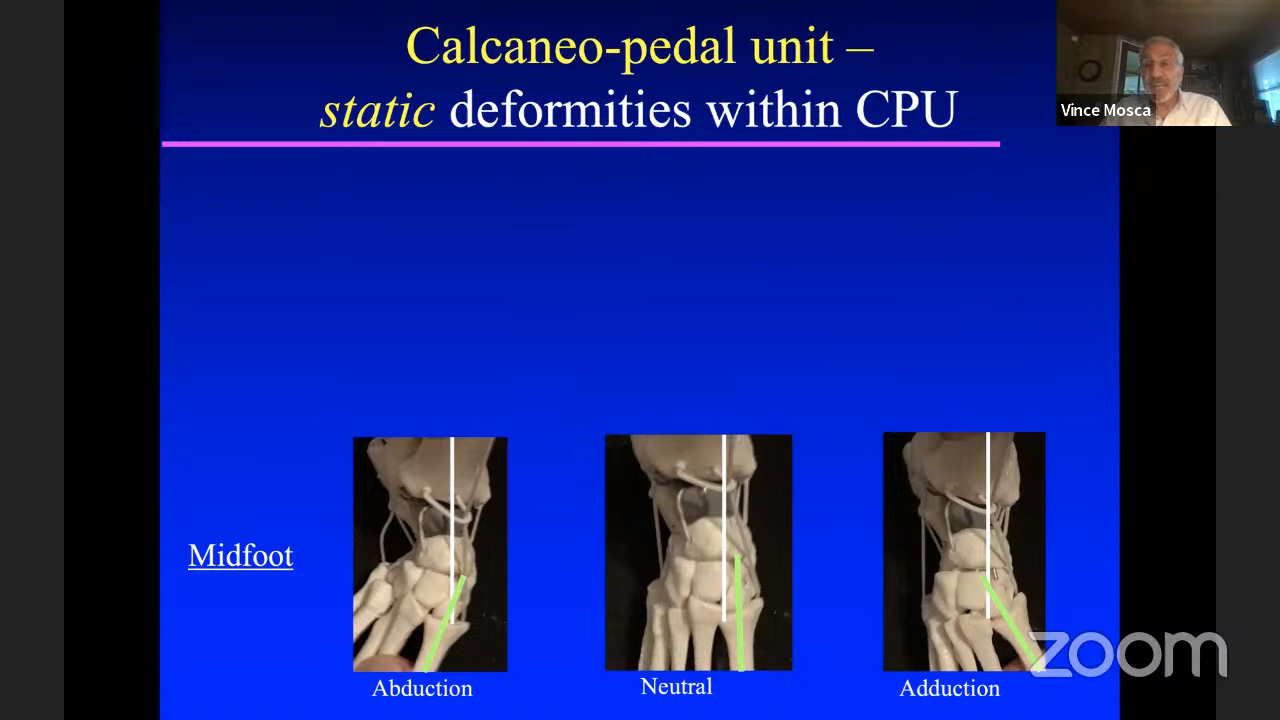 Calcaneo-pedal unit –
static deformities within CPU
Vince Mosca
Midfoot
Abduction
Neutral
Adduction
zoom